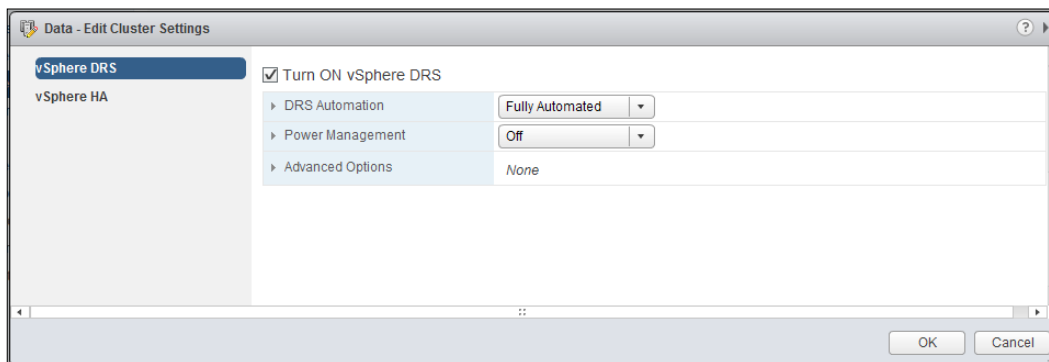 Data - Edit Cluster Settings
vSphere DRS
vSphere HA
Turn ON vSphere DRS
DRS Automation Fully Automated
Power Management Off
Advanced Options None
OK Cancel